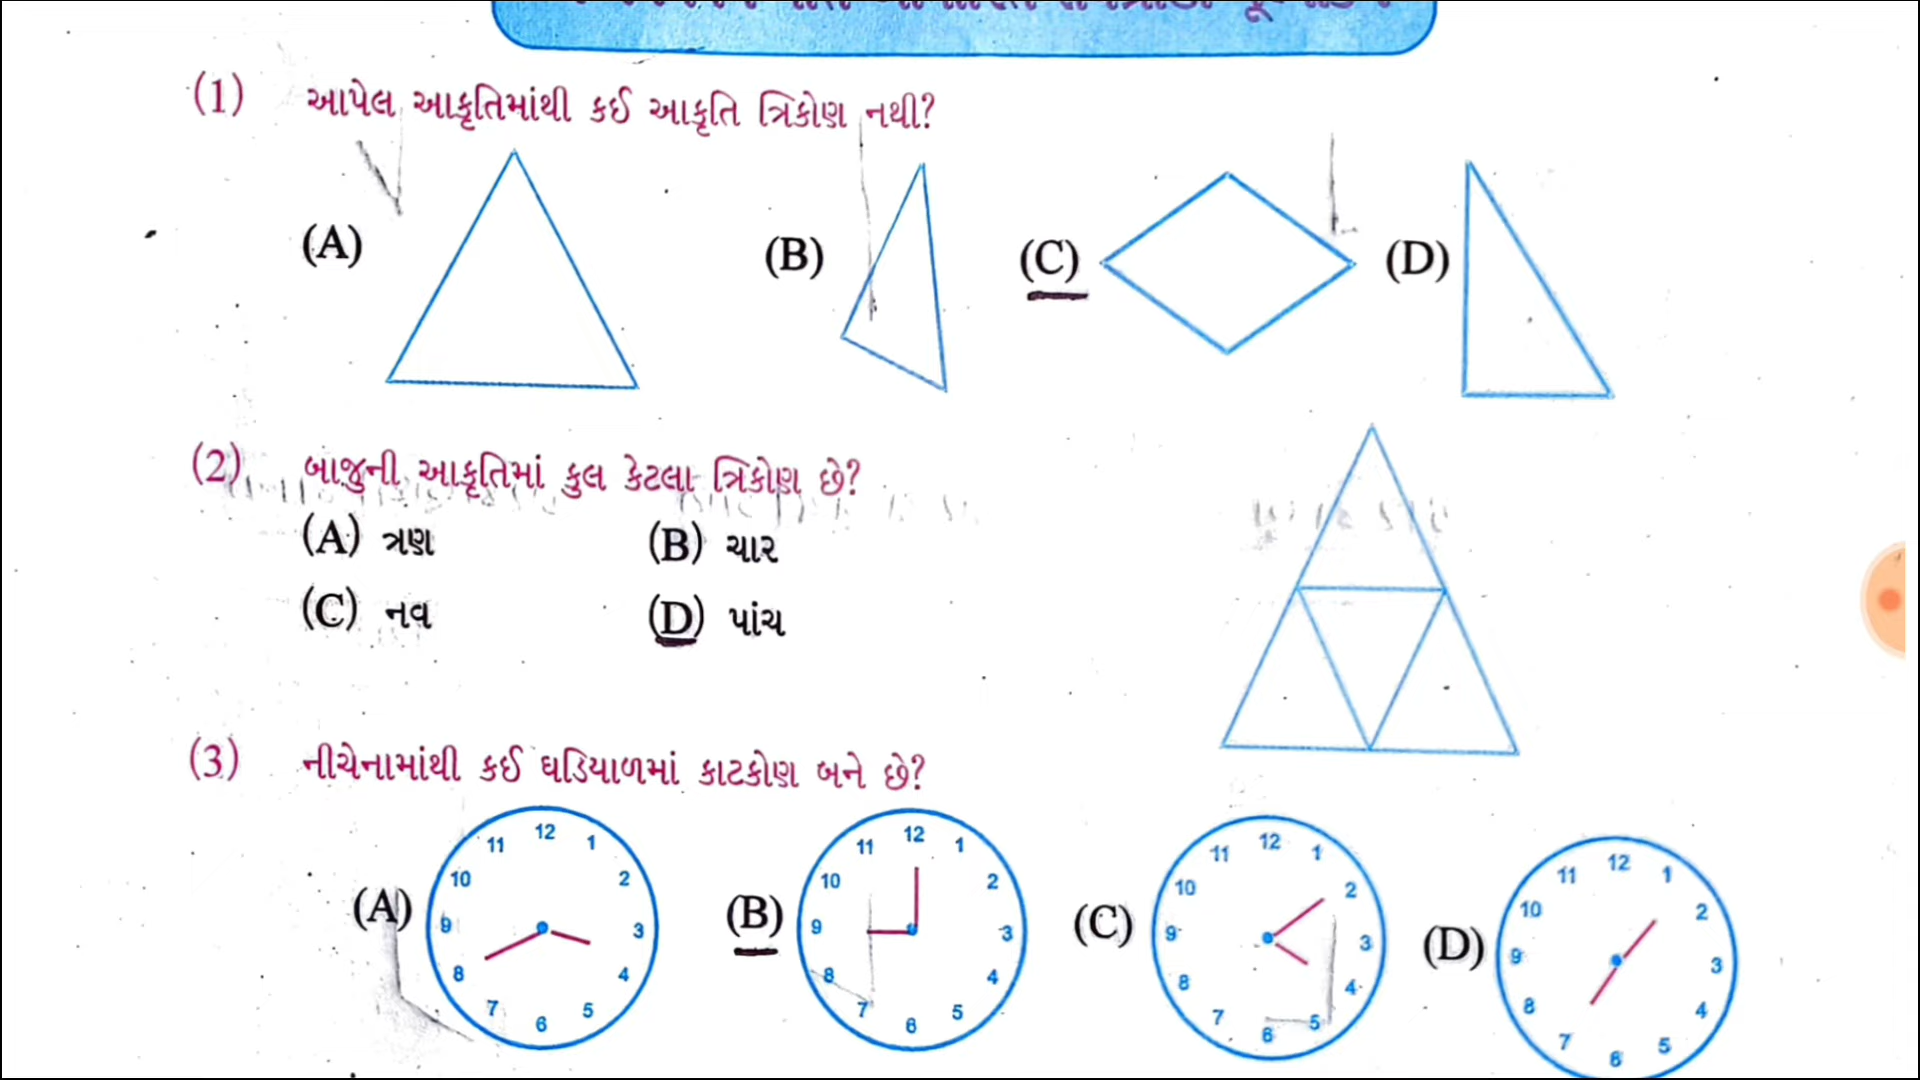 (1) આપેલ આકૃતિમાંથી કઈ આકૃતિ ત્રિકોણ નથી?
(A) (B) (C) (D)
(2) બાજુની આકૃતિમાં કુલ કેટલા ત્રિકોણ છે?
(A) ત્રણ (B) ચાર
(C) નવ (D) પાંચ
(3) નીચેનામાંથી કઈ ઘડિયાળમાં કાટકોણ બને છે?
(A) 12 1 2 3 4 5 6 7 8 9 10 11
(B) 12 1 2 3 4 5 6 7 8 9 10 11
(C) 12 1 2 3 4 5 6 7 8 9 10 11
(D) 12 1 2 3 4 5 6 7 8 9 10 11